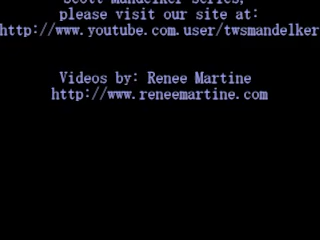 Scott Mandelker series,
please visit our site at:
http://www.youtube.com.user/twsmandelker
Videos by: Renee Martine
http://www.reneemartine.com